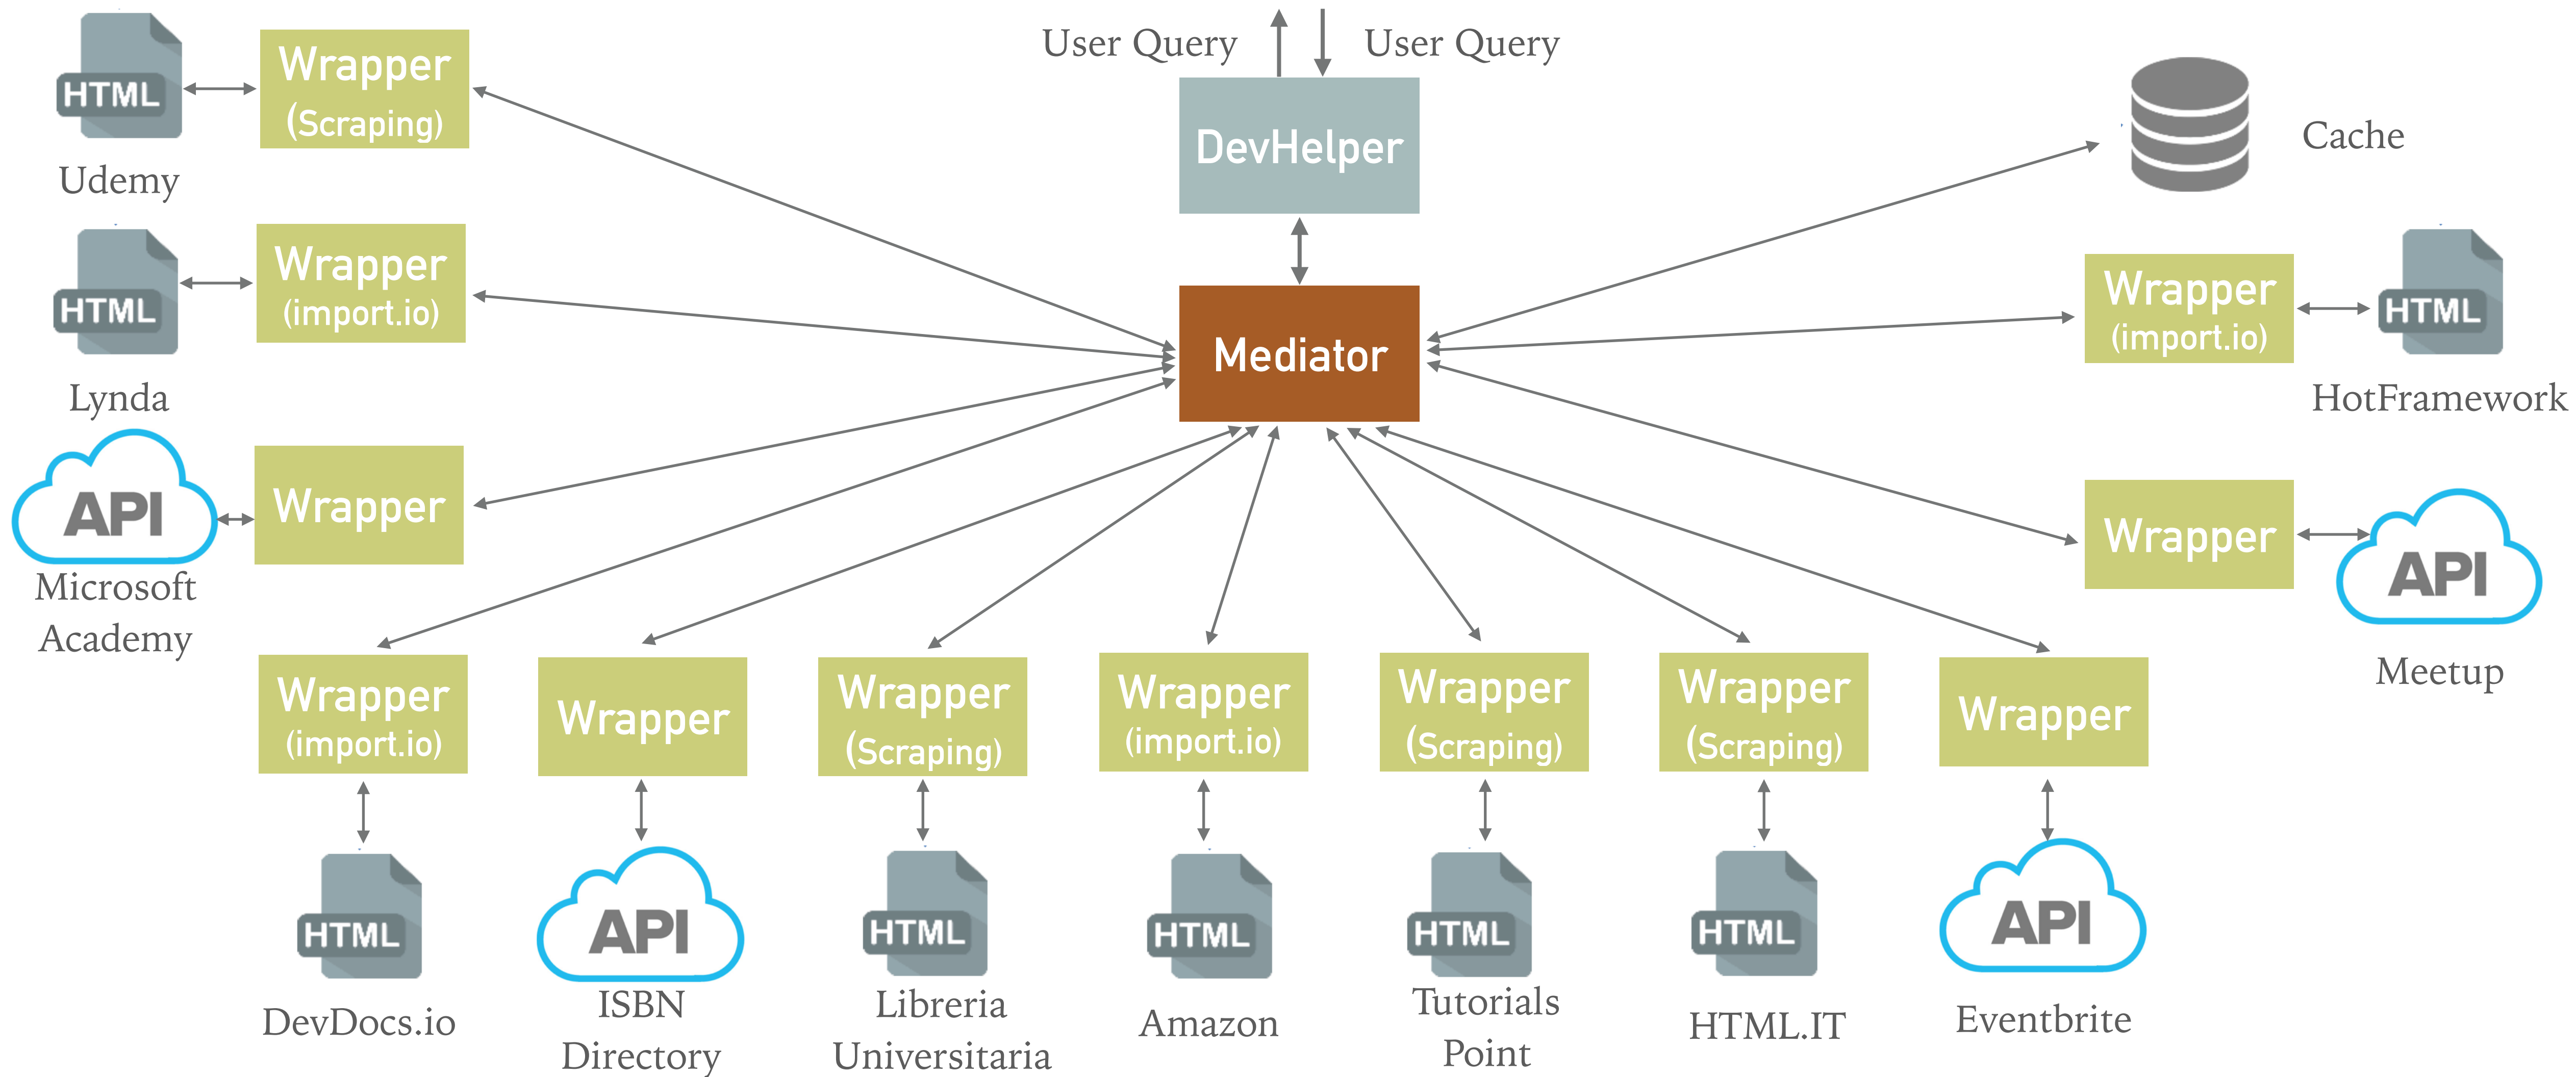 User Query
User Query
HTML
Wrapper
(Scraping)
Udemy
DevHelper
Cache
HTML
Wrapper
(import.io)
Lynda
Mediator
Wrapper
(import.io)
HTML
HotFramework
API
Wrapper
Microsoft
Academy
Wrapper
API
Meetup
Wrapper
(import.io)
Wrapper
Wrapper
(Scraping)
Wrapper
(import.io)
Wrapper
(Scraping)
Wrapper
(Scraping)
Wrapper
HTML
API
HTML
HTML
HTML
HTML
API
DevDocs.io
ISBN
Directory
Libreria
Universitaria
Amazon
Tutorials
Point
HTML.IT
Eventbrite